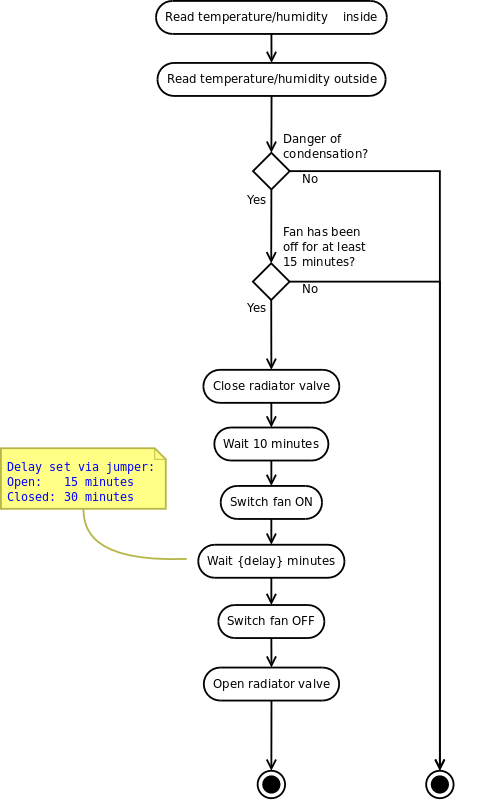 Read temperature/humidity    inside
Read temperature/humidity outside
Danger of
condensation?
No
Yes
Fan has been
off for at least
15 minutes?
No
Yes
Close radiator valve
Wait 10 minutes
Delay set via jumper:
Open:   15 minutes
Closed: 30 minutes
Switch fan ON
Wait {delay} minutes
Switch fan OFF
Open radiator valve